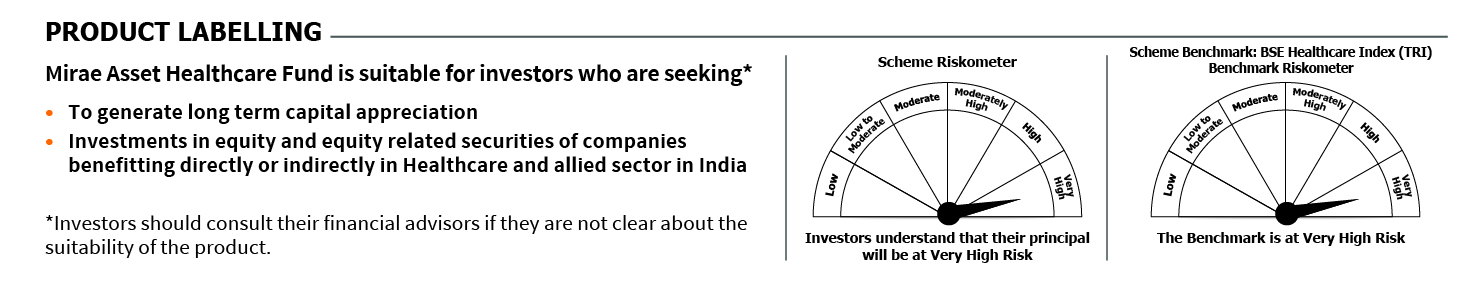 PRODUCT LABELLING
Mirae Asset Healthcare Fund is suitable for investors who are seeking*
• To generate long term capital appreciation
• Investments in equity and equity related securities of companies
benefitting directly or indirectly in Healthcare and allied sector in India
*Investors should consult their financial advisors if they are not clear about the
suitability of the product.
Scheme Riskometer
Low
Low to
Moderate
Moderate
Moderately
High
High
Very
High
Investors understand that their principal
will be at Very High Risk
Scheme Benchmark: BSE Healthcare Index (TRI)
Benchmark Riskometer
Low
Low to
Moderate
Moderate
Moderately
High
High
Very
High
The Benchmark is at Very High Risk